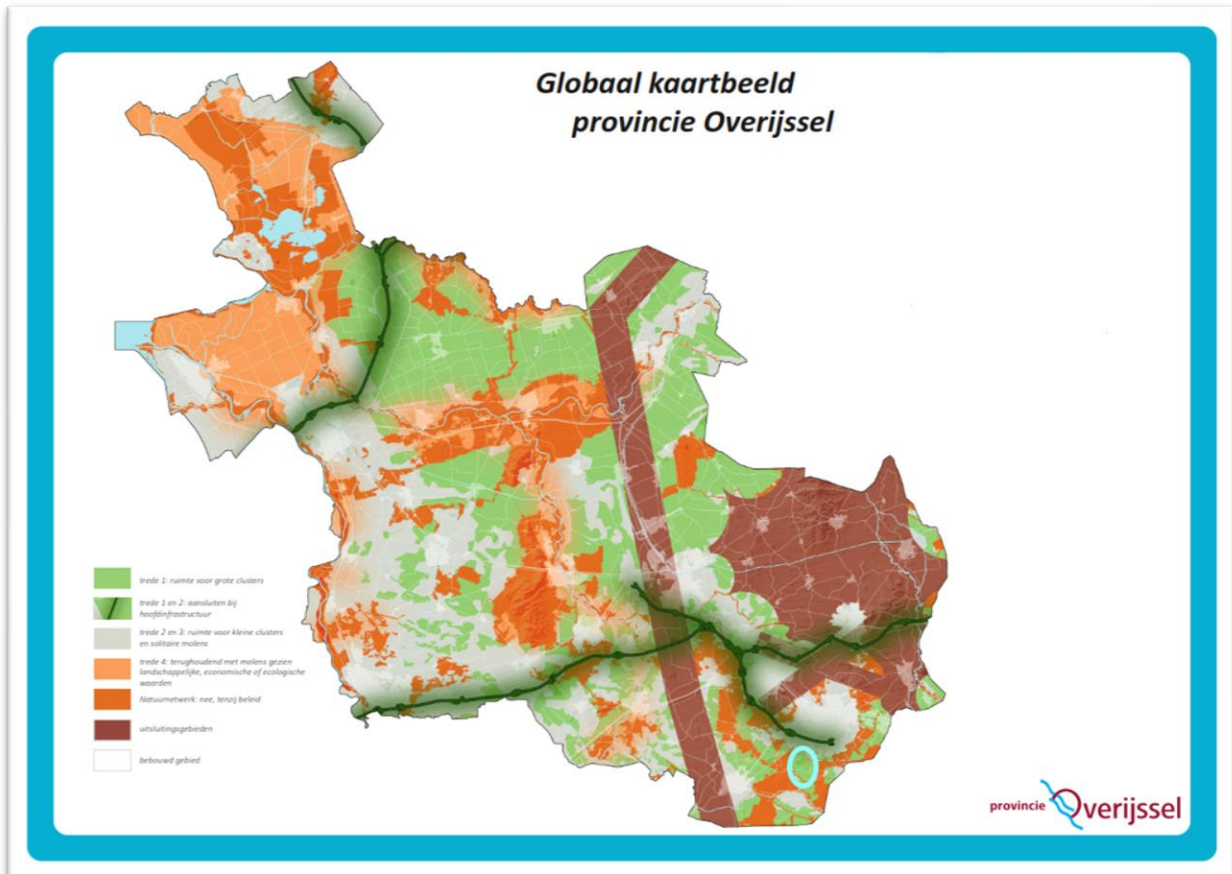 Globaal kaartbeeld
provincie Overijssel
trede 1: ruimte voor grote clusters
trede 1 en 2: aansluiten bij
hoofdinfrastructuur
trede 2 en 3: ruimte voor kleine clusters
en solitaire molens
trede 4: terughoudend met molens gezien
landschappelijke, economische of ecologische
waarden
Natuurnetwerk: nee, tenzij beleid
uitsluitingsgebieden
bebouwd gebied
provincie Overijssel